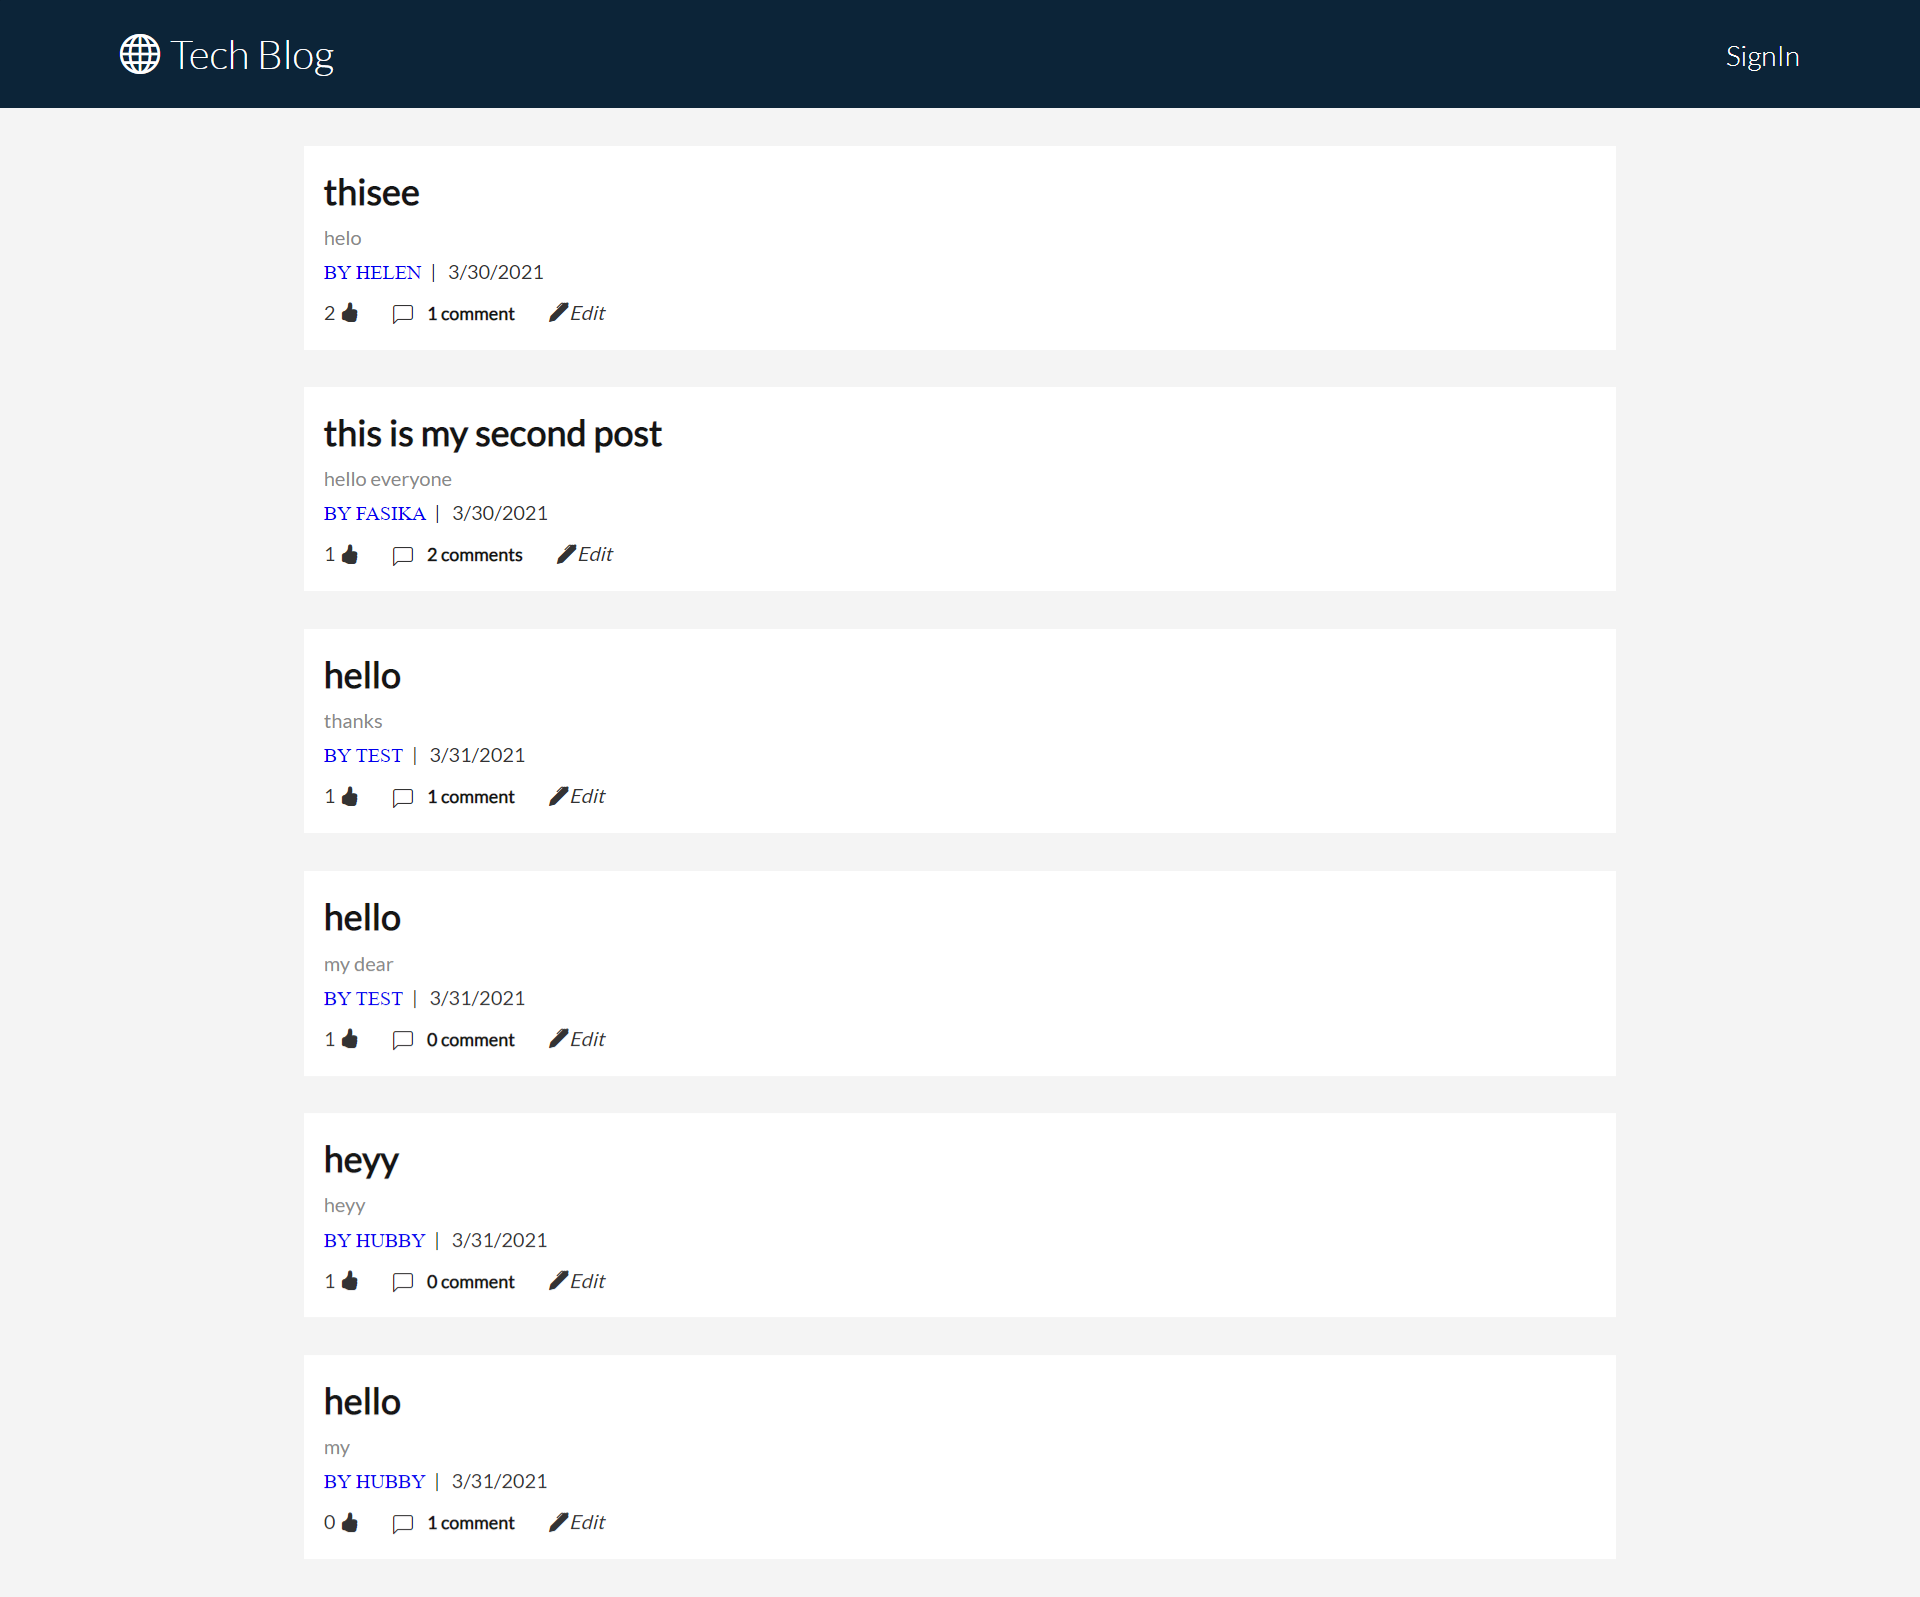 Tech Blog
SignIn
thisee
helo
BY HELEN | 3/30/2021
2 1 comment Edit
this is my second post
hello everyone
BY FASIKA | 3/30/2021
1 2 comments Edit
hello
thanks
BY TEST | 3/31/2021
1 1 comment Edit
hello
my dear
BY TEST | 3/31/2021
1 0 comment Edit
heyy
heyy
BY HUBBY | 3/31/2021
1 0 comment Edit
hello
my
BY HUBBY | 3/31/2021
0 1 comment Edit